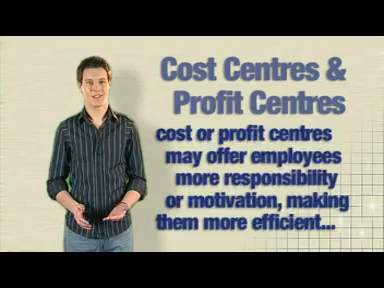 Cost Centres &
Profit Centres
cost or profit centres
may offer employees
more responsibility
or motivation, making
them more efficient...